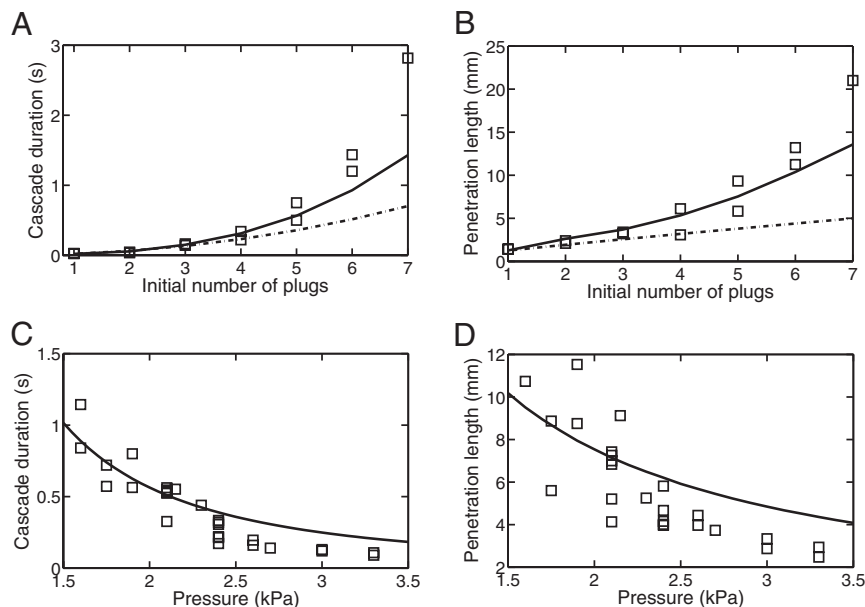 A
Cascade duration (s)
3
2
1
0
1 2 3 4 5 6 7
Initial number of plugs
B
Penetration length (mm)
25
20
15
10
5
0
1 2 3 4 5 6 7
Initial number of plugs
C
Cascade duration (s)
1.5
1
0.5
0
1.5 2 2.5 3 3.5
Pressure (kPa)
D
Penetration length (mm)
12
10
8
6
4
2
1.5 2 2.5 3 3.5
Pressure (kPa)